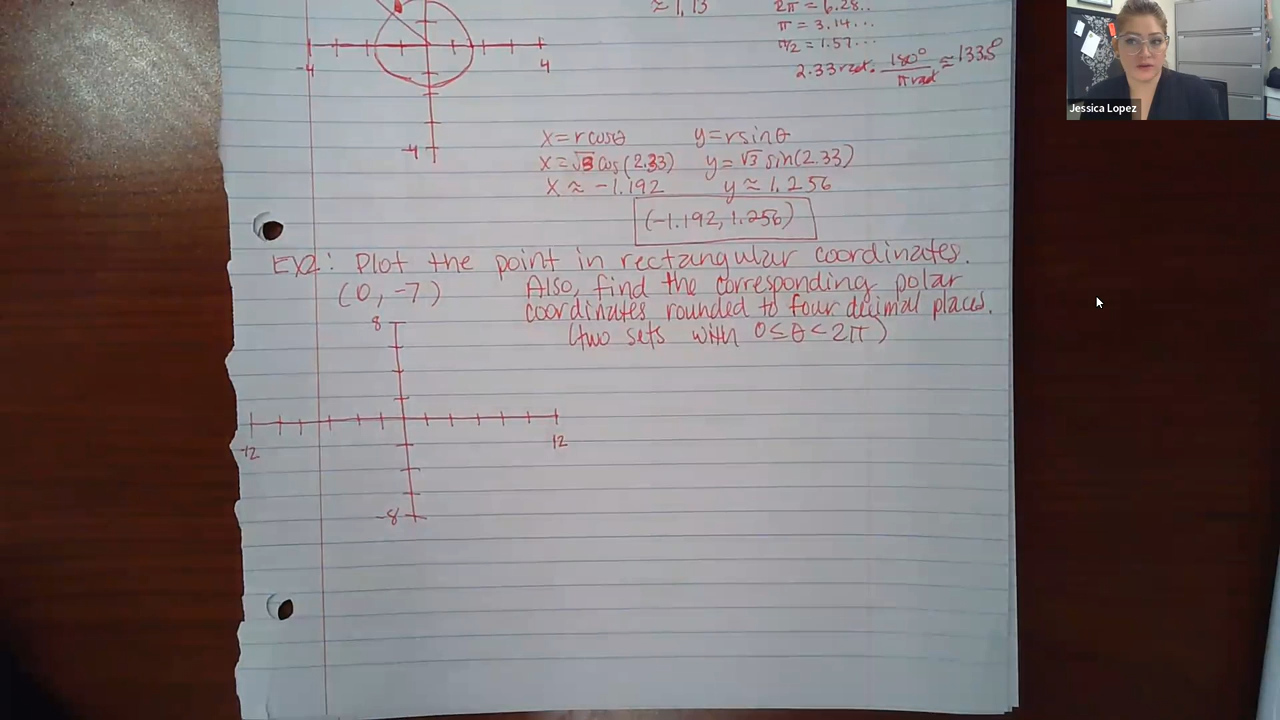 ≈ 1,13
2π = 6.28..
π = 3.14...
π/2 = 1.57...
2.33 rad. 180°/π rad ≈ 133.5°
-4
4
-4
x = r cosθ y = r sinθ
x = √3 cos(2.33) y = √3 sin(2.33)
x ≈ -1.192 y ≈ 1.256
(-1.192, 1.256)
Jessica Lopez
Ex2: Plot the point in rectangular coordinates.
(0, -7) Also, find the corresponding polar
coordinates rounded to four decimal places.
(two sets with 0 ≤ θ < 2π)
8
-12
12
-8